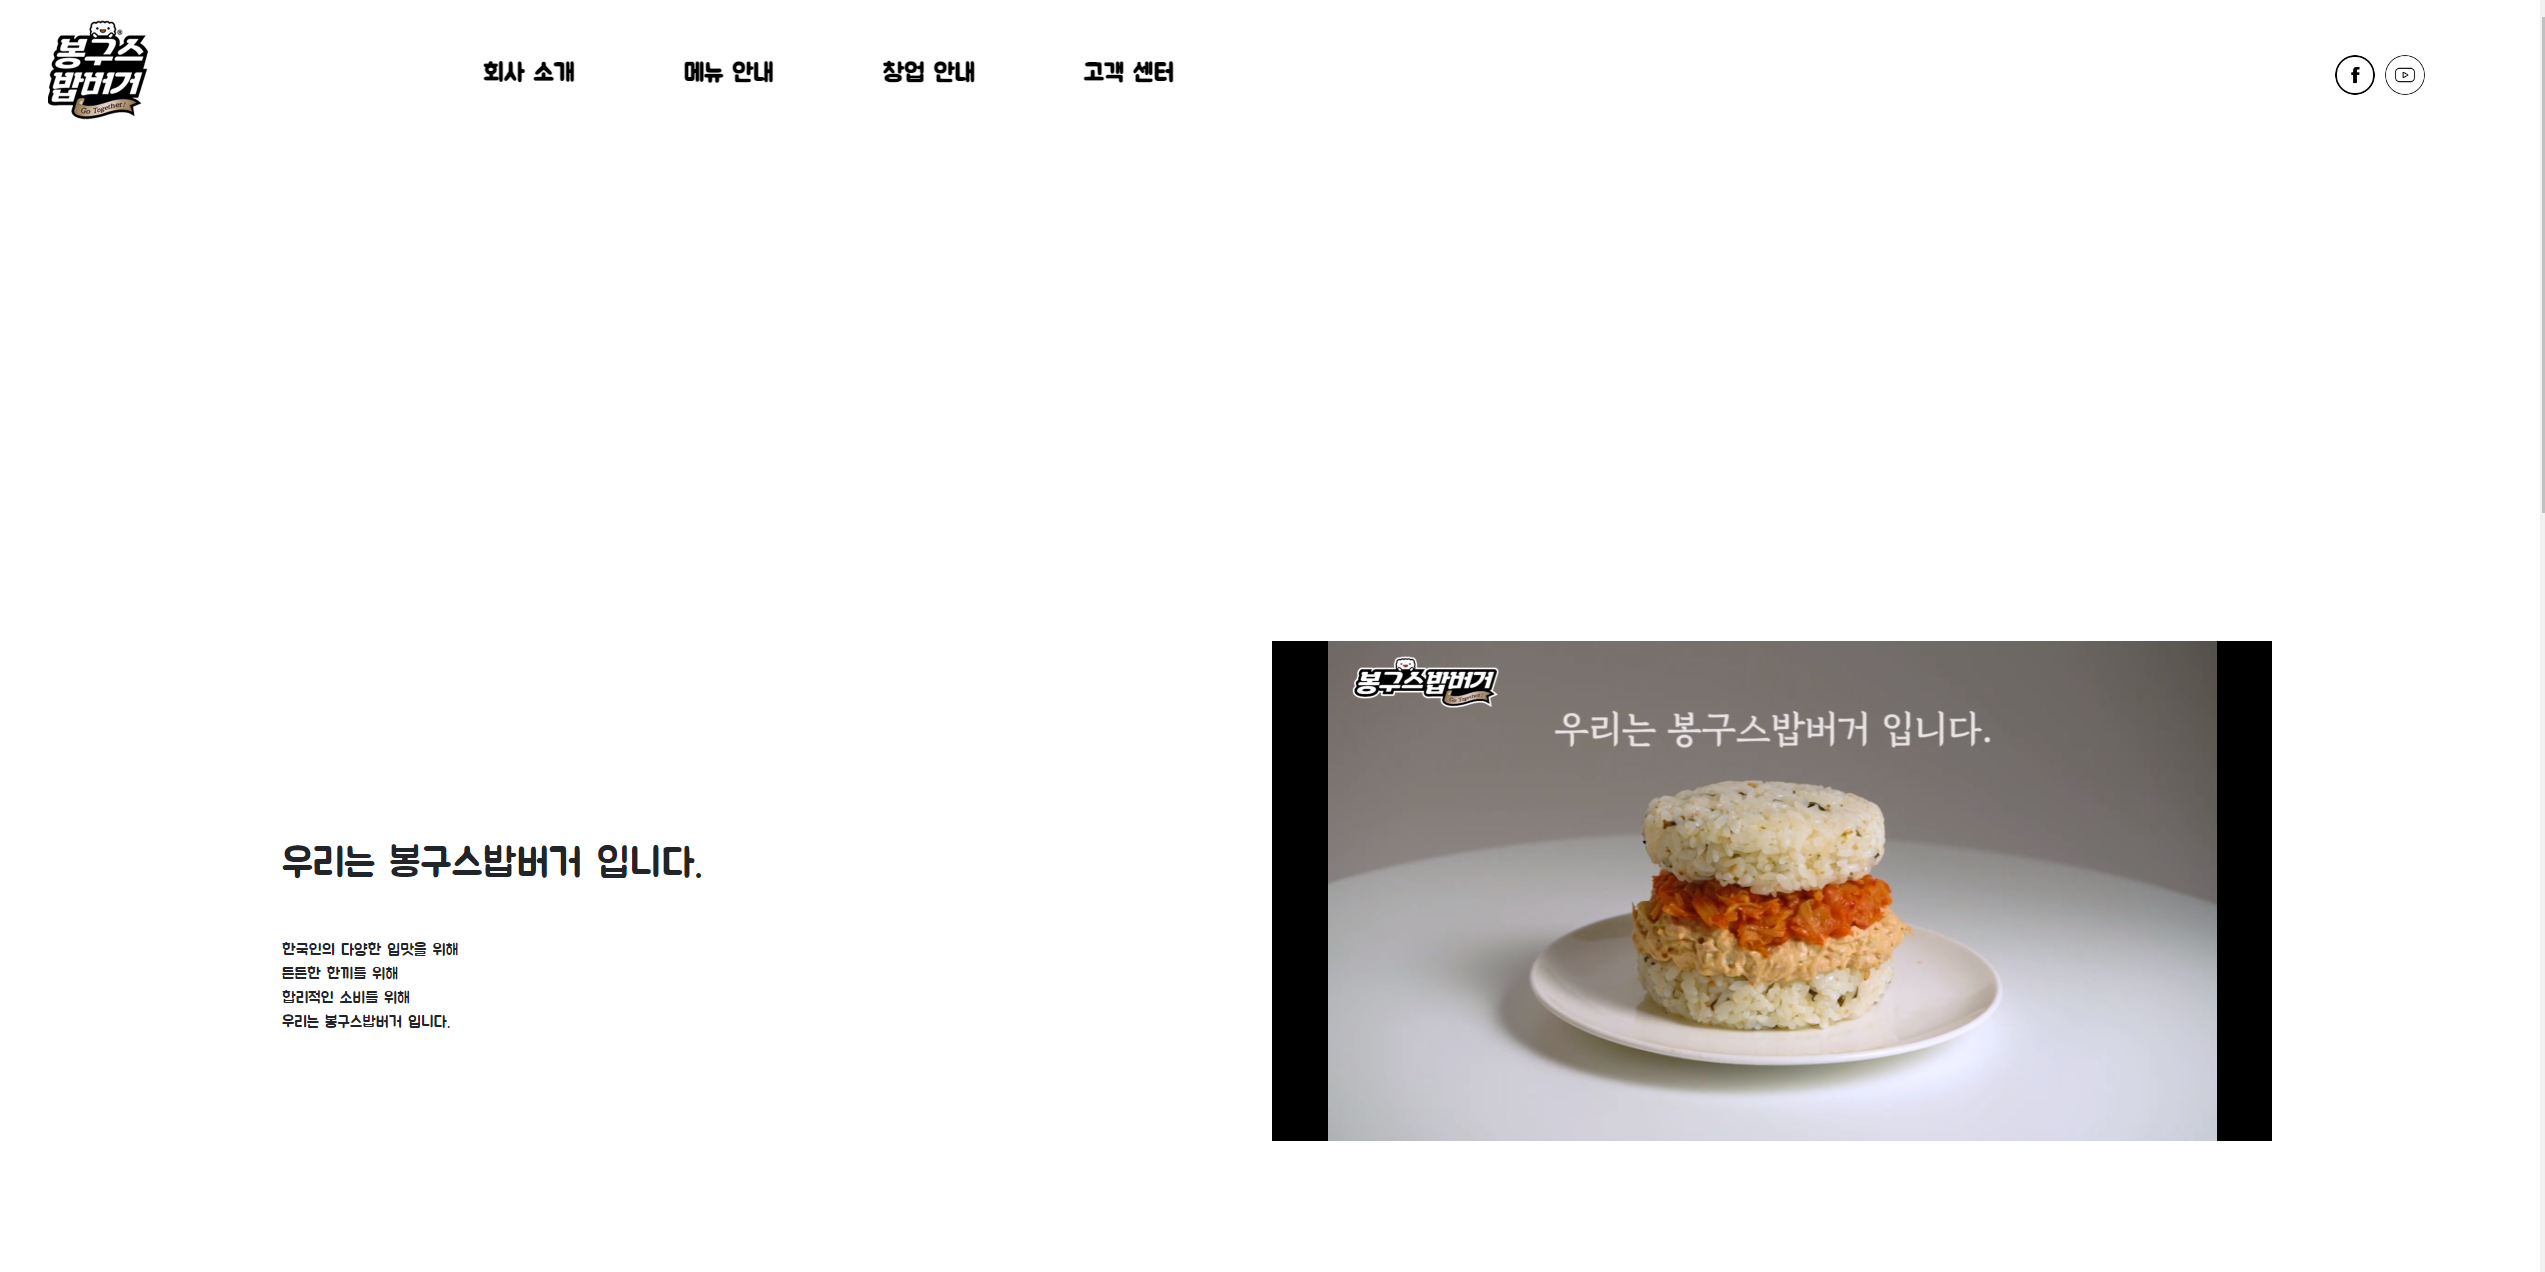 봉구스
밥버거
Go Together!
회사 소개
메뉴 안내
창업 안내
고객 센터
봉구스밥버거
Go Together!
우리는 봉구스밥버거 입니다.
우리는 봉구스밥버거 입니다.
한국인의 다양한 입맛을 위해
든든한 한끼를 위해
합리적인 소비를 위해
우리는 봉구스밥버거 입니다.